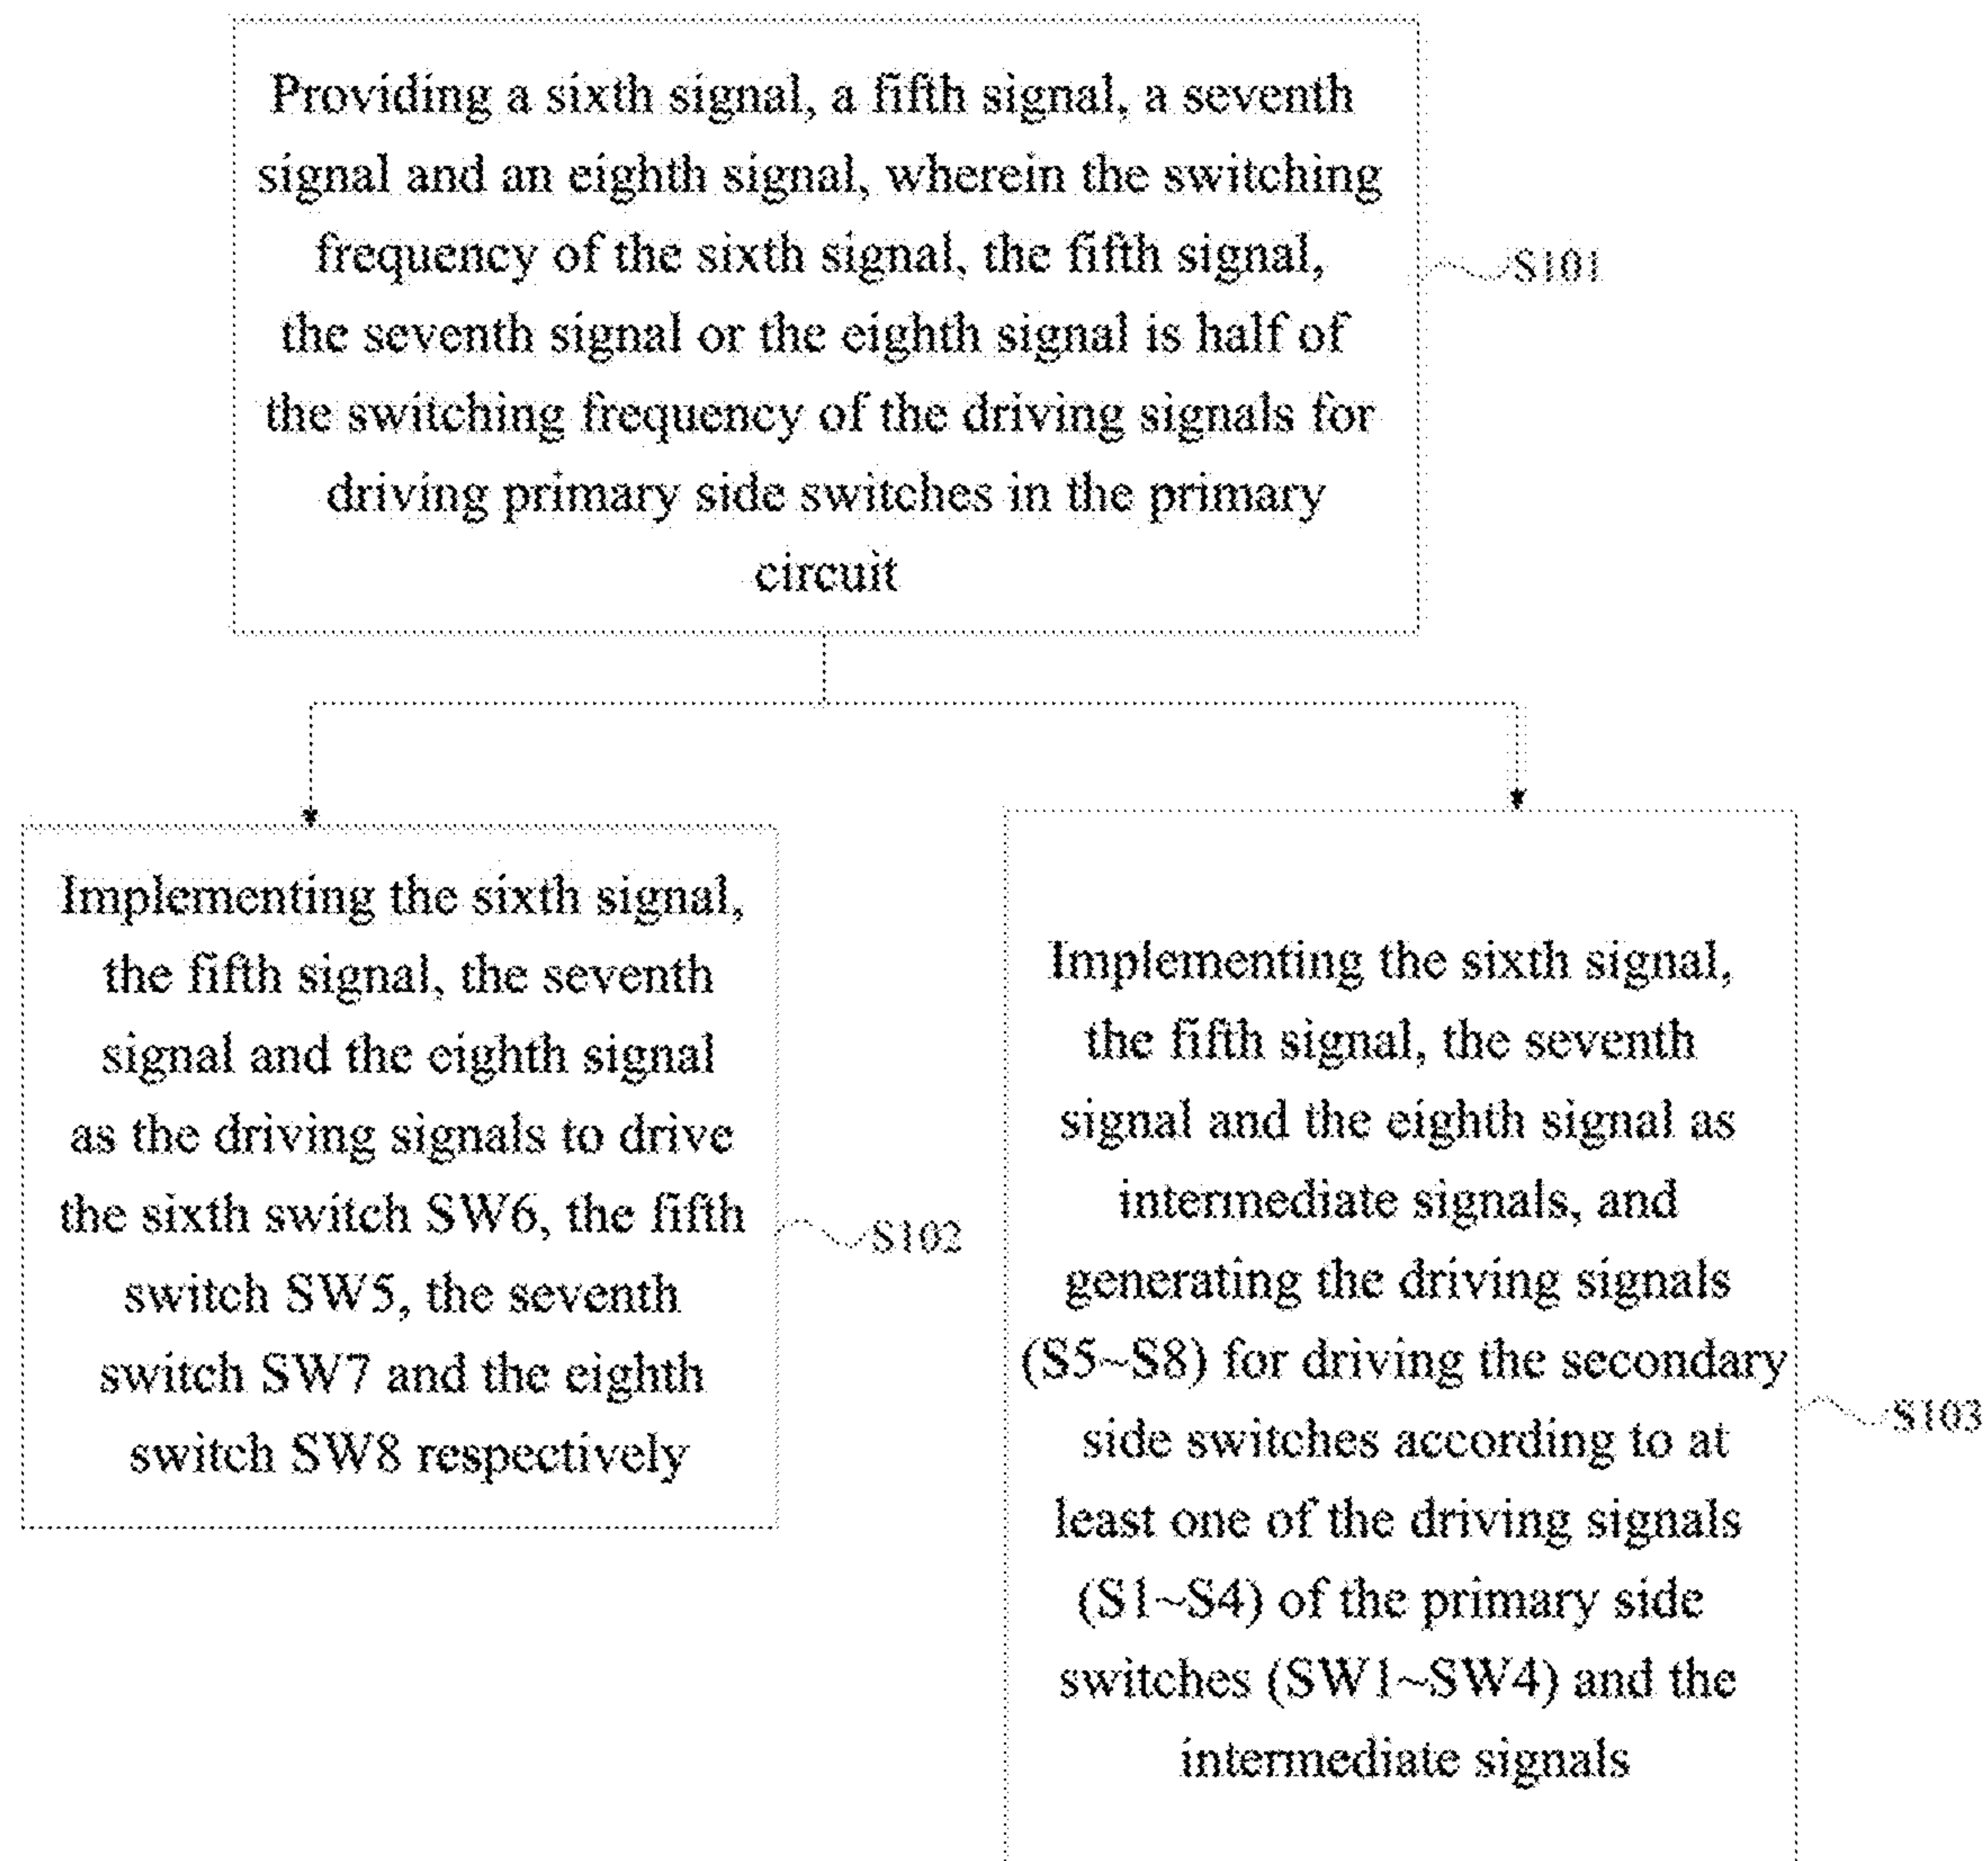 Providing a sixth signal, a fifth signal, a seventh
signal and an eighth signal, wherein the switching
frequency of the sixth signal, the fifth signal,
the seventh signal or the eighth signal is half of
the switching frequency of the driving signals for
driving primary side switches in the primary
circuit
S101
Implementing the sixth signal,
the fifth signal, the seventh
signal and the eighth signal
as the driving signals to drive
the sixth switch SW6, the fifth
switch SW5, the seventh
switch SW7 and the eighth
switch SW8 respectively
S102
Implementing the sixth signal,
the fifth signal, the seventh
signal and the eighth signal as
intermediate signals, and
generating the driving signals
(S5~S8) for driving the secondary
side switches according to at
least one of the driving signals
(S1~S4) of the primary side
switches (SW1~SW4) and the
intermediate signals
S103